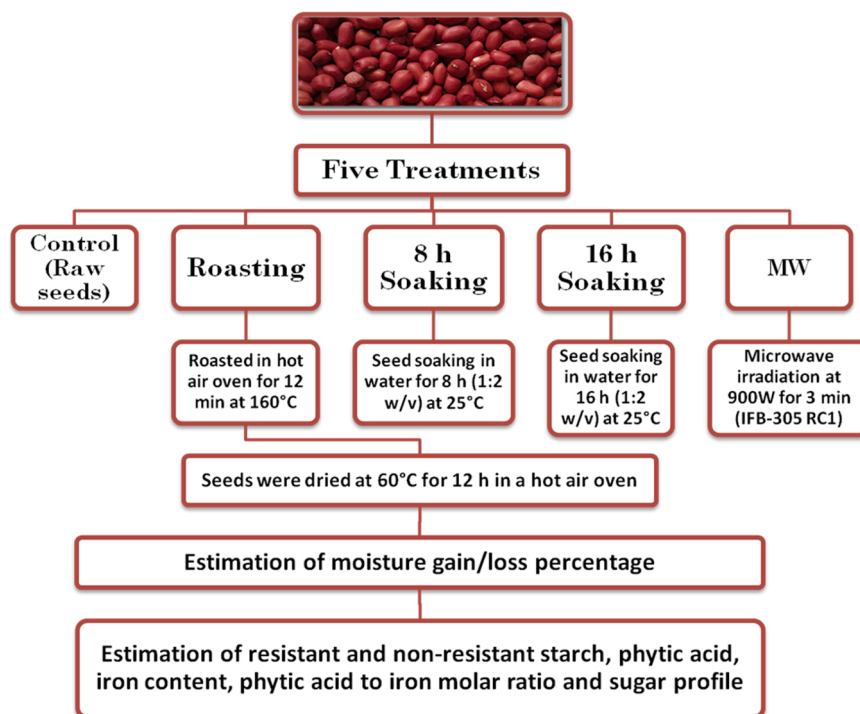 Five Treatments
Control
(Raw
seeds)
Roasting
8 h
Soaking
16 h
Soaking
MW
Roasted in hot
air oven for 12
min at 160°C
Seed soaking in
water for 8 h (1:2
w/v) at 25°C
Seed soaking
in water for
16 h (1:2
w/v) at 25°C
Microwave
irradiation at
900W for 3 min
(IFB-305 RC1)
Seeds were dried at 60°C for 12 h in a hot air oven
Estimation of moisture gain/loss percentage
Estimation of resistant and non-resistant starch, phytic acid,
iron content, phytic acid to iron molar ratio and sugar profile